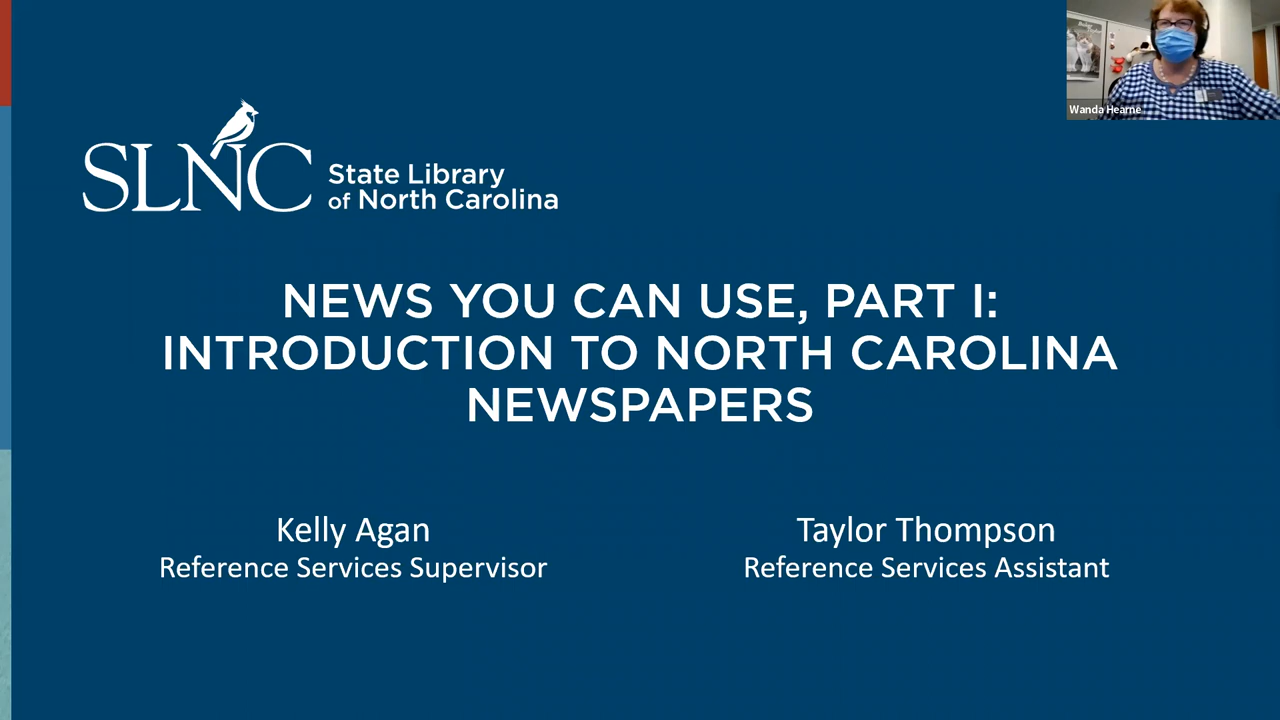 SLNC
State Library
of North Carolina
NEWS YOU CAN USE, PART I:
INTRODUCTION TO NORTH CAROLINA
NEWSPAPERS
Kelly Agan
Reference Services Supervisor
Taylor Thompson
Reference Services Assistant
Wanda Hearne